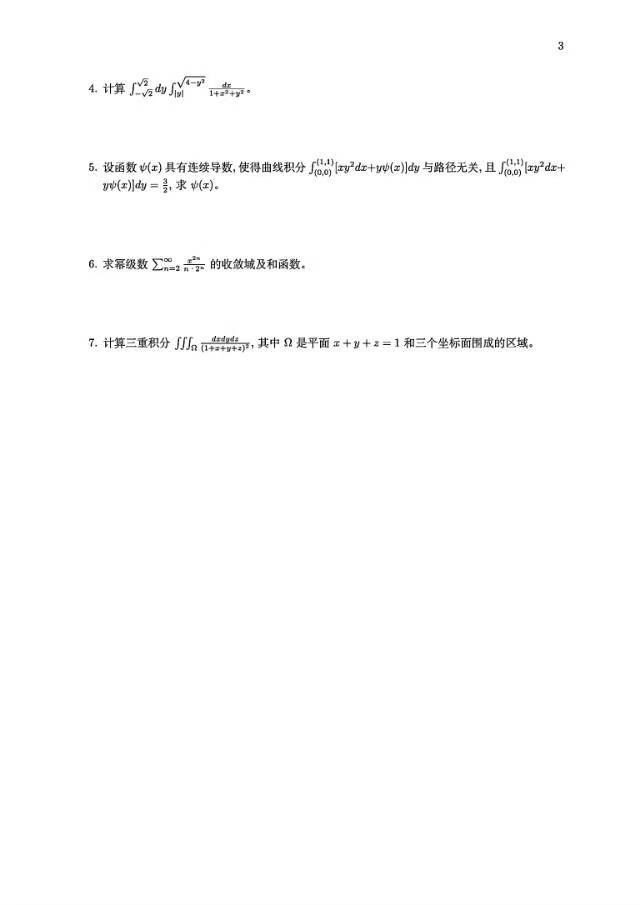 3
4. 计算 $\int_{-\sqrt{2}}^{\sqrt{2}} dy \int_{|y|}^{\sqrt{4-y^2}} \frac{dx}{1+x^2+y^2}$。
5. 设函数 $\psi(x)$ 具有连续导数, 使得曲线积分 $\int_{(0,0)}^{(1,1)} [xy^2dx+y\psi(x)]dy$ 与路径无关, 且 $\int_{(0,0)}^{(1,1)} [xy^2dx+$
$y\psi(x)]dy = \frac{3}{2}$, 求 $\psi(x)$。
6. 求幂级数 $\sum_{n=2}^{\infty} \frac{x^{2n}}{n \cdot 2^n}$ 的收敛域及和函数。
7. 计算三重积分 $\iiint_{\Omega} \frac{dxdydz}{(1+x+y+z)^2}$, 其中 $\Omega$ 是平面 $x + y + z = 1$ 和三个坐标面围成的区域。